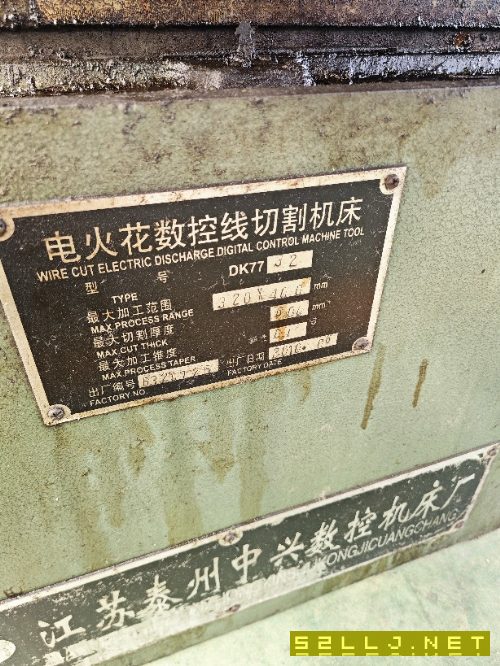 电火花数控线切割机床
WIRE CUT ELECTRIC DISCHARGE DIGITAL CONTROL MACHINE TOOL
型 号 DK77
TYPE
最大加工范围 320X400 mm
MAX.PROCESS RANGE
最大切割厚度 mm
MAX.CUT THICK
最大加工锥度
MAX.PROCESS TAPER
出厂编号 出厂日期
FACTORY NO. FACTORY DATE
江苏泰州中兴数控机床厂
52LLJ.NET